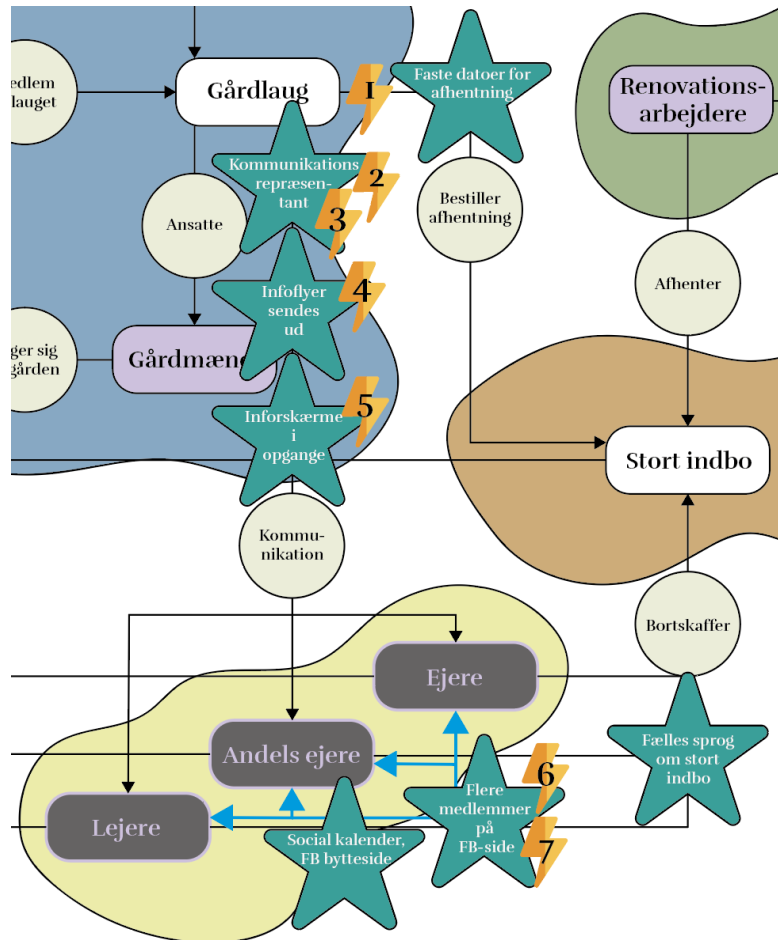 Gårdlaug
1
Faste datoer for
afhentning
Renovations-
arbejdere
edlem
lauget
Kommunikations
repræsen-
tant
2
3
Ansatte
Bestiller
afhentning
Afhenter
Infoflyer
sendes
ud
4
ger sig
gården
Gårdmæn
Inforskærme
i
opgange
5
Stort indbo
Kommu-
nikation
Bortskaffer
Ejere
Andels ejere
Lejere
Social kalender,
FB bytteside
Flere
medlemmer
på
FB-side
6
7
Fælles sprog
om stort
indbo